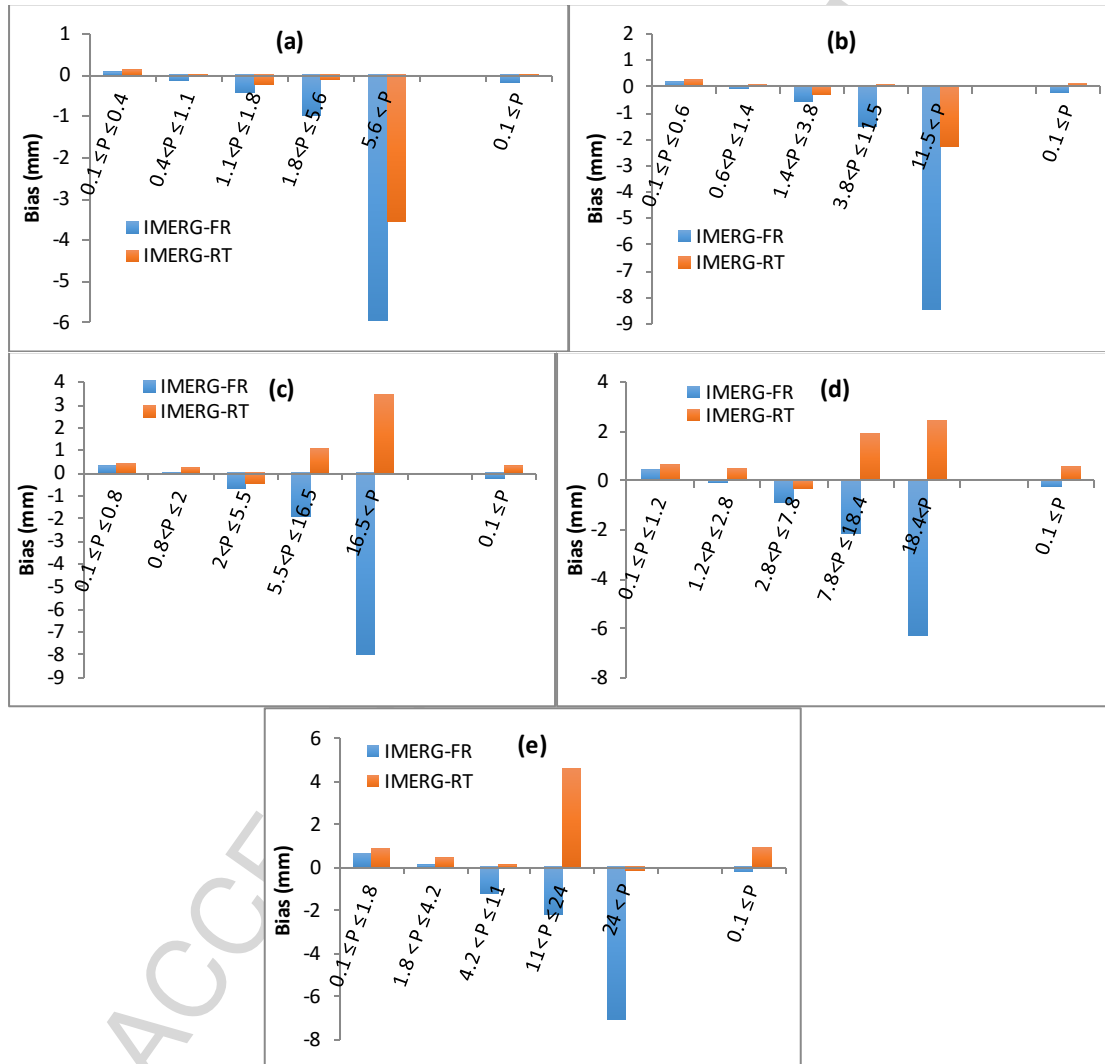 (a)
Bias (mm)
1
0
-1
-2
-3
-4
-5
-6
0.1 ≤ P ≤ 0.4
0.4<P ≤ 1.1
1.1<P ≤ 1.8
1.8<P ≤ 5.6
5.6 < P
0.1 ≤ P
IMERG-FR
IMERG-RT
(b)
Bias (mm)
2
1
0
-1
-2
-3
-4
-5
-6
-7
-8
-9
0.1 ≤ P ≤ 0.6
0.6<P ≤ 1.4
1.4<P ≤ 3.8
3.8<P ≤ 11.5
11.5 < P
0.1 ≤ P
IMERG-FR
IMERG-RT
(c)
IMERG-FR
IMERG-RT
Bias (mm)
4
3
2
1
0
-1
-2
-3
-4
-5
-6
-7
-8
-9
0.1 ≤ P ≤ 0.8
0.8<P ≤ 2
2<P ≤ 5.5
5.5<P ≤ 16.5
16.5 < P
0.1 ≤ P
(d)
IMERG-FR
IMERG-RT
Bias (mm)
4
2
0
-2
-4
-6
-8
0.1 ≤ P ≤ 1.2
1.2<P ≤ 2.8
2.8<P ≤ 7.8
7.8<P ≤ 18.4
18.4<P
0.1 ≤ P
(e)
IMERG-FR
IMERG-RT
Bias (mm)
6
4
2
0
-2
-4
-6
-8
0.1 ≤ P ≤ 1.8
1.8 < P ≤ 4.2
4.2 < P ≤ 11
11< P ≤ 24
24 < P
0.1 ≤ P